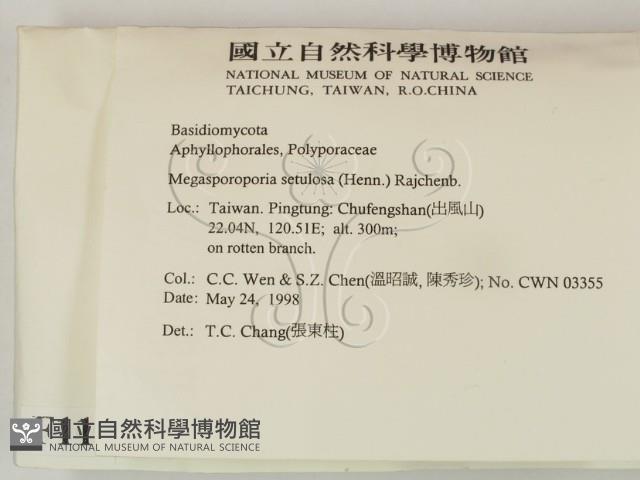 國立自然科學博物館
NATIONAL MUSEUM OF NATURAL SCIENCE
TAICHUNG, TAIWAN, R.O.CHINA
Basidiomycota
Aphyllophorales, Polyporaceae
Megasporoporia setulosa (Henn.) Rajchenb.
Loc.: Taiwan. Pingtung: Chufengshan(出風山)
22.04N, 120.51E; alt. 300m;
on rotten branch.
Col.: C.C. Wen & S.Z. Chen(溫昭誠, 陳秀珍); No. CWN 03355
Date: May 24, 1998
Det.: T.C. Chang(張東柱)
F11
國立自然科學博物館
NATIONAL MUSEUM OF NATURAL SCIENCE